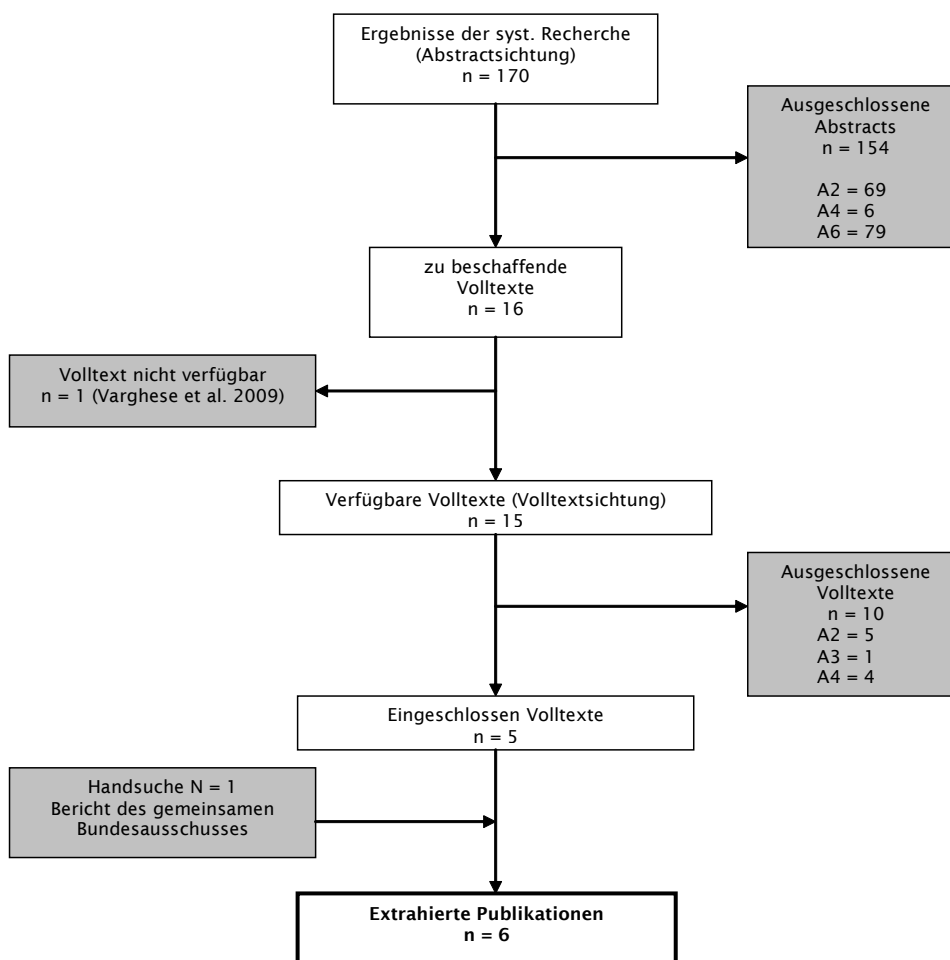 Ergebnisse der syst. Recherche
(Abstractsichtung)
n = 170
Ausgeschlossene
Abstracts
n = 154
A2 = 69
A4 = 6
A6 = 79
zu beschaffende
Volltexte
n = 16
Volltext nicht verfügbar
n = 1 (Varghese et al. 2009)
Verfügbare Volltexte (Volltextsichtung)
n = 15
Ausgeschlossene
Volltexte
n = 10
A2 = 5
A3 = 1
A4 = 4
Eingeschlossen Volltexte
n = 5
Handsuche N = 1
Bericht des gemeinsamen
Bundesausschusses
Extrahierte Publikationen
n = 6